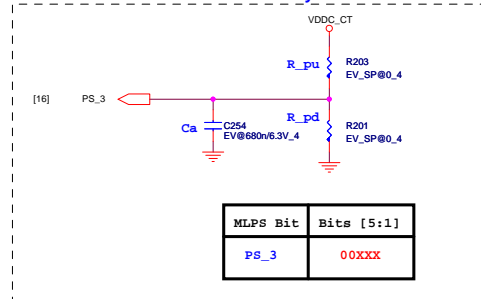 VDDC_CT
R_pu
R203
EV_SP@0_4
[16]
PS_3
R_pd
R201
EV_SP@0_4
Ca
C254
EV@680n/6.3V_4
MLPS Bit
Bits [5:1]
PS_3
00XXX